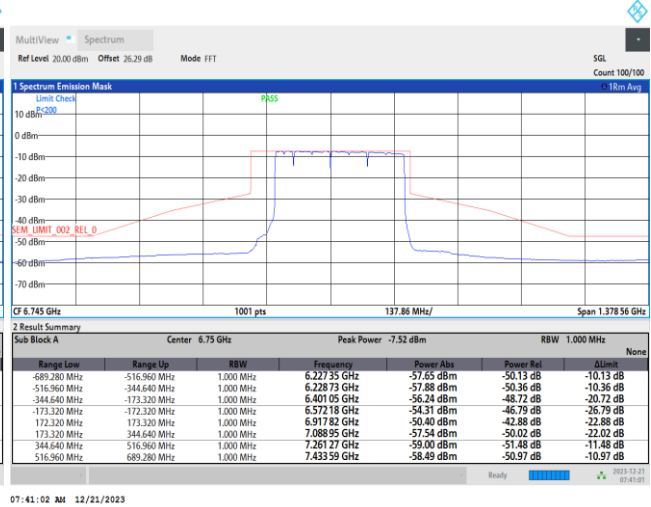 MultiView Spectrum
Ref Level 20.00 dBm Offset 26.29 dB Mode FFT SGL
Count 100/100
1 Spectrum Emission Mask 1Rm Avg
Limit Check PASS
P<200
10 dBm
0 dBm
-10 dBm
-20 dBm
-30 dBm
-40 dBm
SEM_LIMIT_002_REL_0
-50 dBm
-60 dBm
-70 dBm
CF 6.745 GHz 1001 pts 137.86 MHz/ Span 1.378 56 GHz
2 Result Summary
Sub Block A Center 6.75 GHz Peak Power -7.52 dBm RBW 1.000 MHz
None
Range Low Range Up RBW Frequency Power Abs Power Rel ΔLimit
-689.280 MHz -516.960 MHz 1.000 MHz 6.227 35 GHz -57.65 dBm -50.13 dB -10.13 dB
-516.960 MHz -344.640 MHz 1.000 MHz 6.228 73 GHz -57.88 dBm -50.36 dB -10.36 dB
-344.640 MHz -173.320 MHz 1.000 MHz 6.401 05 GHz -56.24 dBm -48.72 dB -20.72 dB
-173.320 MHz -172.320 MHz 1.000 MHz 6.572 18 GHz -54.31 dBm -46.79 dB -26.79 dB
172.320 MHz 173.320 MHz 1.000 MHz 6.917 82 GHz -50.40 dBm -42.88 dB -22.88 dB
173.320 MHz 344.640 MHz 1.000 MHz 7.088 95 GHz -57.54 dBm -50.02 dB -22.02 dB
344.640 MHz 516.960 MHz 1.000 MHz 7.261 27 GHz -59.00 dBm -51.48 dB -11.48 dB
516.960 MHz 689.280 MHz 1.000 MHz 7.433 59 GHz -58.49 dBm -50.97 dB -10.97 dB
Ready 2023-12-21
07:41:01
07:41:02 AM 12/21/2023